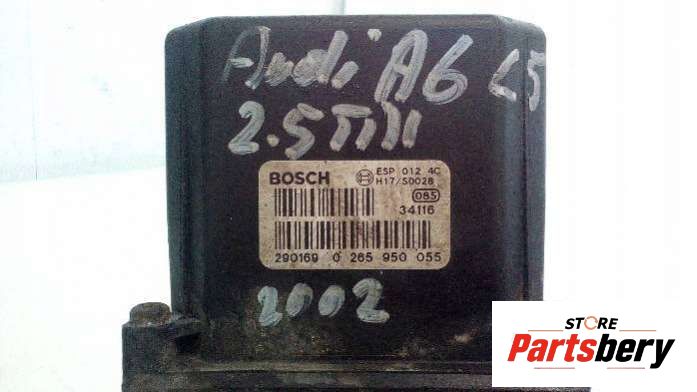 Audi A6 C5
2.5 TDI
BOSCH
ESP 012 4C
H17/S0028
085
34116
290169 0 265 950 055
2002
STORE
Partsbery